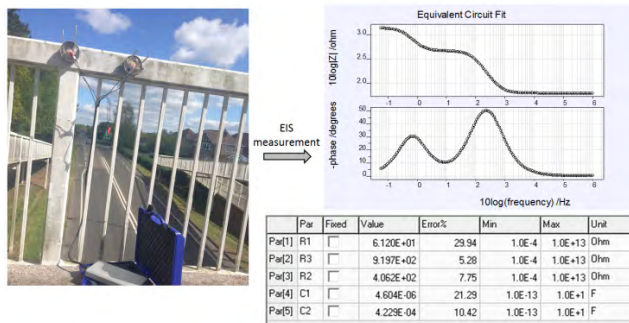 Equivalent Circuit Fit
10log|Z| /ohm
3.0
2.5
2.0
-phase /degrees
50
40
30
20
10
0
-1 0 1 2 3 4 5 6
10log(frequency) /Hz
EIS
measurement
Par Fixed Value Error% Min Max Unit
Par[1] R1 6.120E+01 29.94 1.0E-4 1.0E+13 Ohm
Par[2] R3 9.197E+02 5.28 1.0E-4 1.0E+13 Ohm
Par[3] R2 4.062E+02 7.75 1.0E-4 1.0E+13 Ohm
Par[4] C1 4.604E-06 21.29 1.0E-13 1.0E+1 F
Par[5] C2 4.229E-04 10.42 1.0E-13 1.0E+1 F